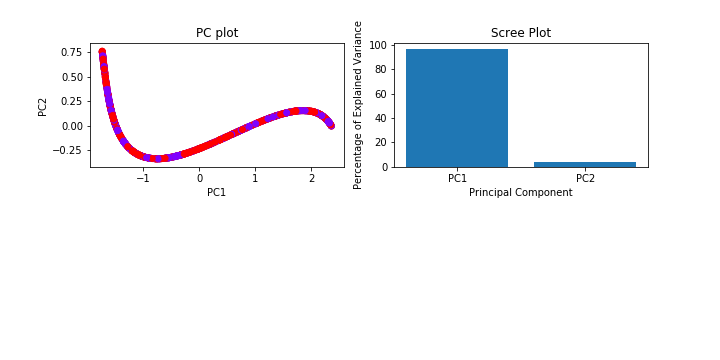 PC plot
0.75
0.50
0.25
0.00
−0.25
PC2
−1
0
1
2
PC1
Scree Plot
100
80
60
40
20
0
Percentage of Explained Variance
PC1
PC2
Principal Component